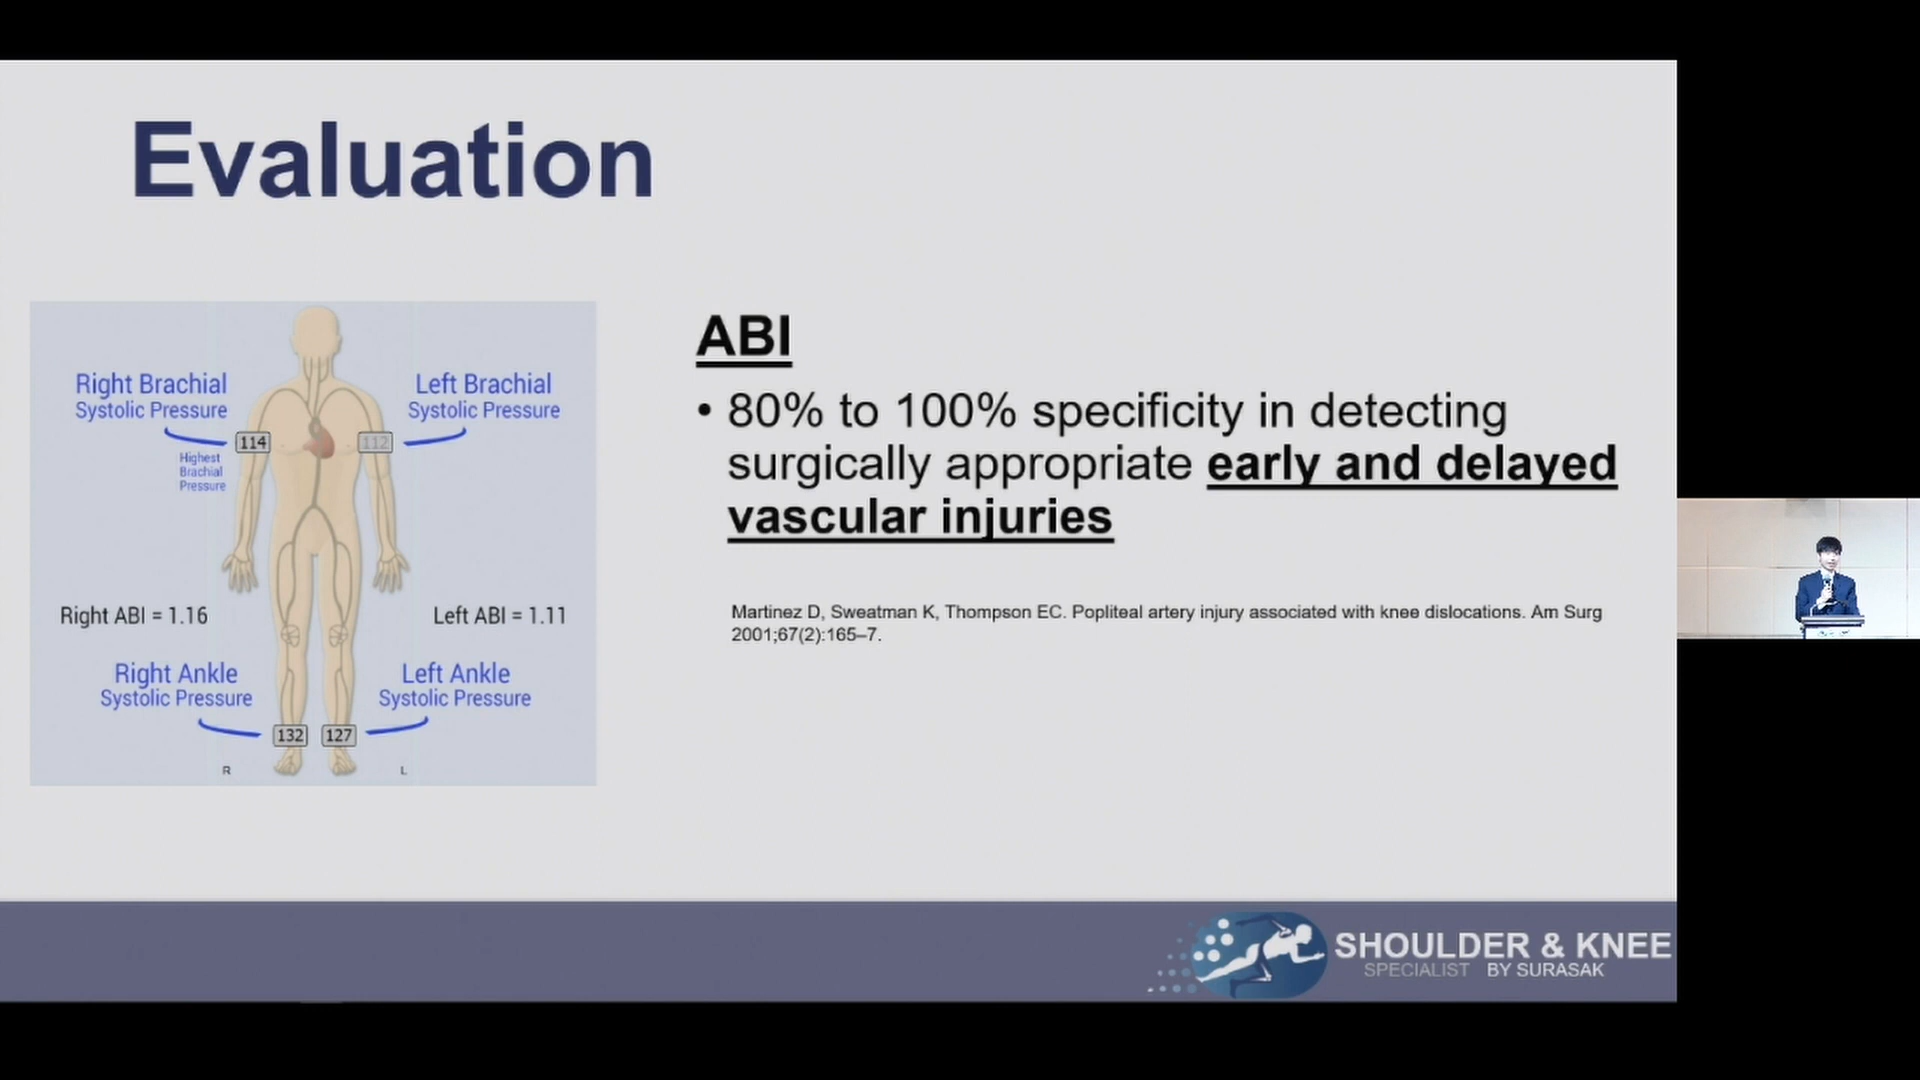 Evaluation
Right Brachial
Systolic Pressure
114
Highest
Brachial
Pressure
Left Brachial
Systolic Pressure
112
Right ABI = 1.16
Left ABI = 1.11
Right Ankle
Systolic Pressure
132
Left Ankle
Systolic Pressure
127
R
L
ABI
• 80% to 100% specificity in detecting
surgically appropriate early and delayed
vascular injuries
Martinez D, Sweatman K, Thompson EC. Popliteal artery injury associated with knee dislocations. Am Surg
2001;67(2):165–7.
SHOULDER & KNEE
SPECIALIST BY SURASAK